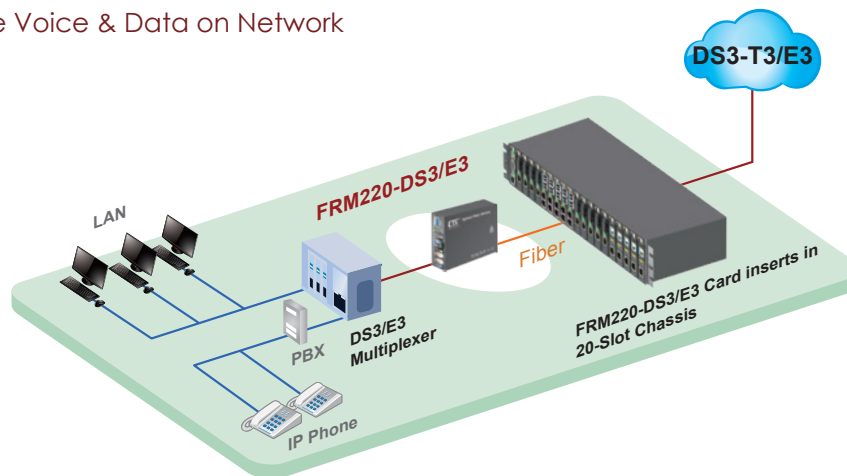 e Voice & Data on Network
DS3-T3/E3
FRM220-DS3/E3
LAN
Fiber
FRM220-DS3/E3 Card inserts in
20-Slot Chassis
DS3/E3
Multiplexer
PBX
IP Phone